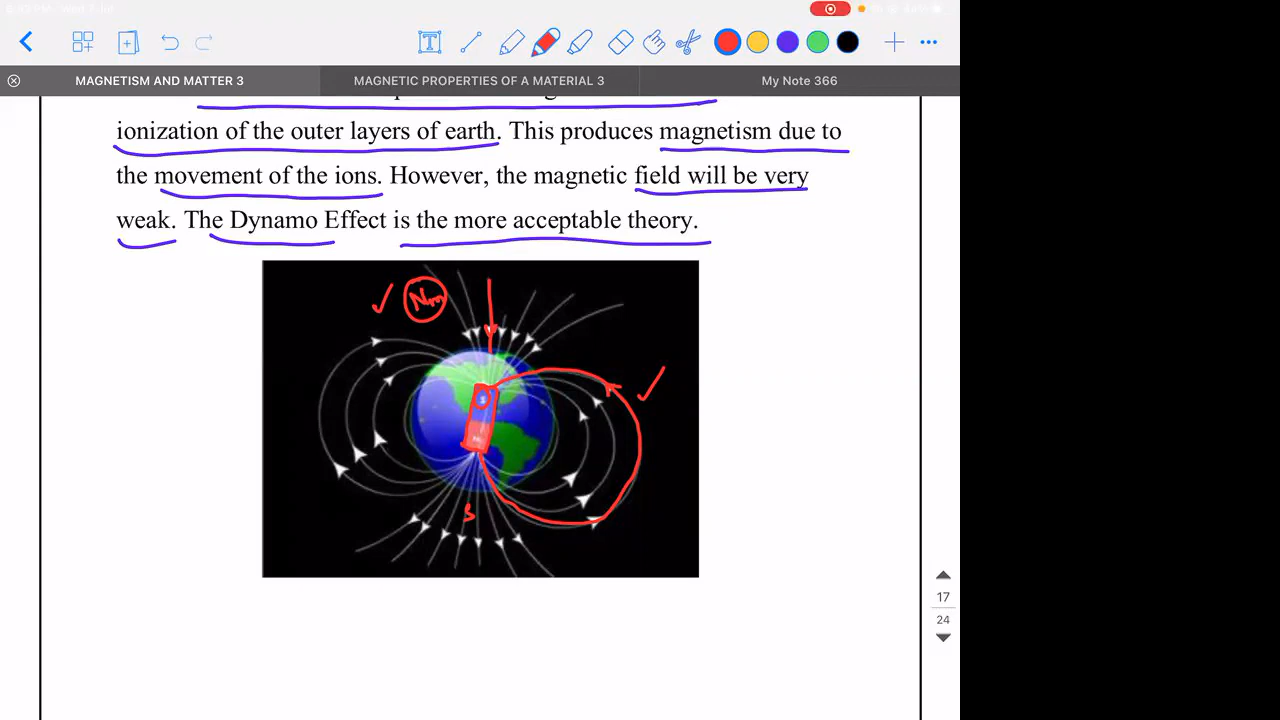 MAGNETISM AND MATTER 3
MAGNETIC PROPERTIES OF A MATERIAL 3
My Note 366
ionization of the outer layers of earth. This produces magnetism due to
the movement of the ions. However, the magnetic field will be very
weak. The Dynamo Effect is the more acceptable theory.
S
17
24